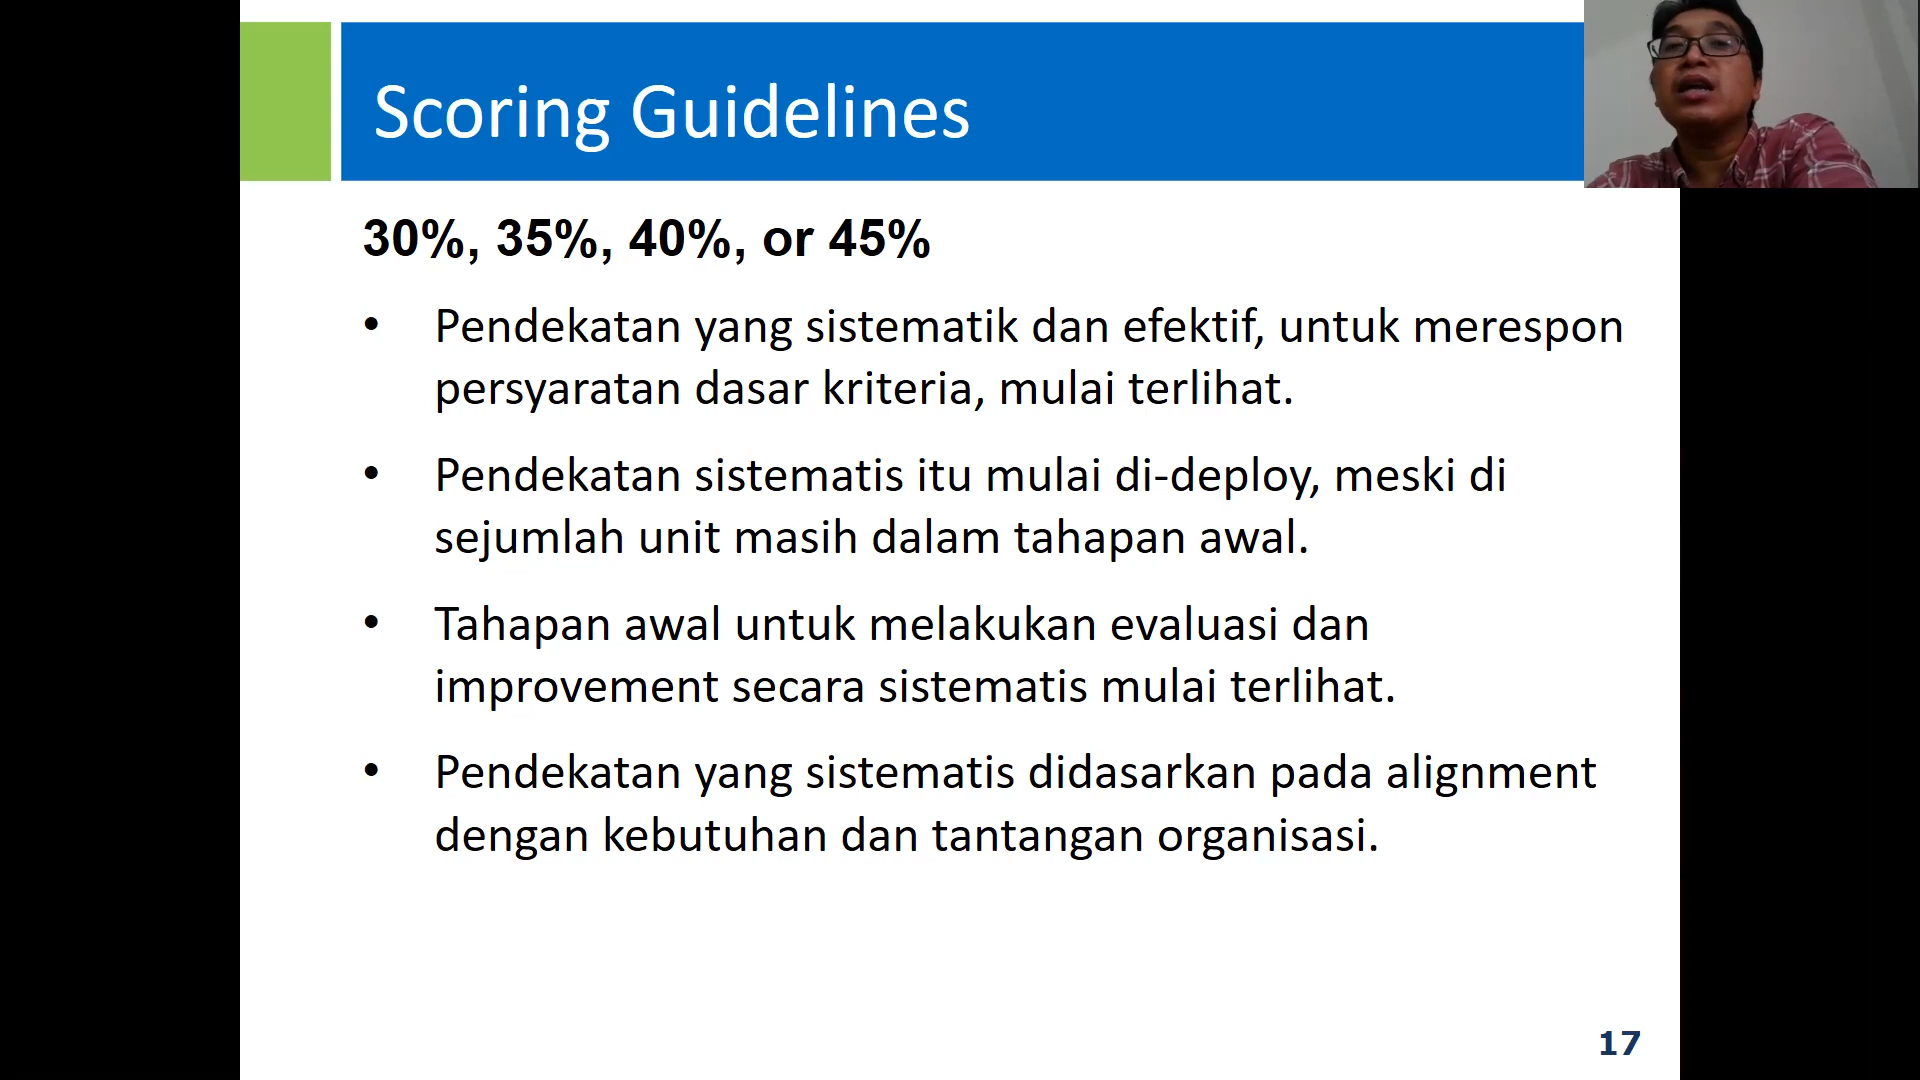 Scoring Guidelines
30%, 35%, 40%, or 45%
• Pendekatan yang sistematik dan efektif, untuk merespon
persyaratan dasar kriteria, mulai terlihat.
• Pendekatan sistematis itu mulai di-deploy, meski di
sejumlah unit masih dalam tahapan awal.
• Tahapan awal untuk melakukan evaluasi dan
improvement secara sistematis mulai terlihat.
• Pendekatan yang sistematis didasarkan pada alignment
dengan kebutuhan dan tantangan organisasi.
17